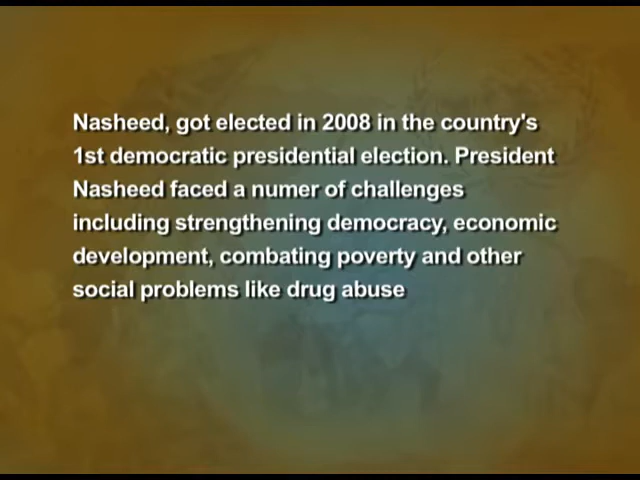 Nasheed, got elected in 2008 in the country's
1st democratic presidential election. President
Nasheed faced a numer of challenges
including strengthening democracy, economic
development, combating poverty and other
social problems like drug abuse